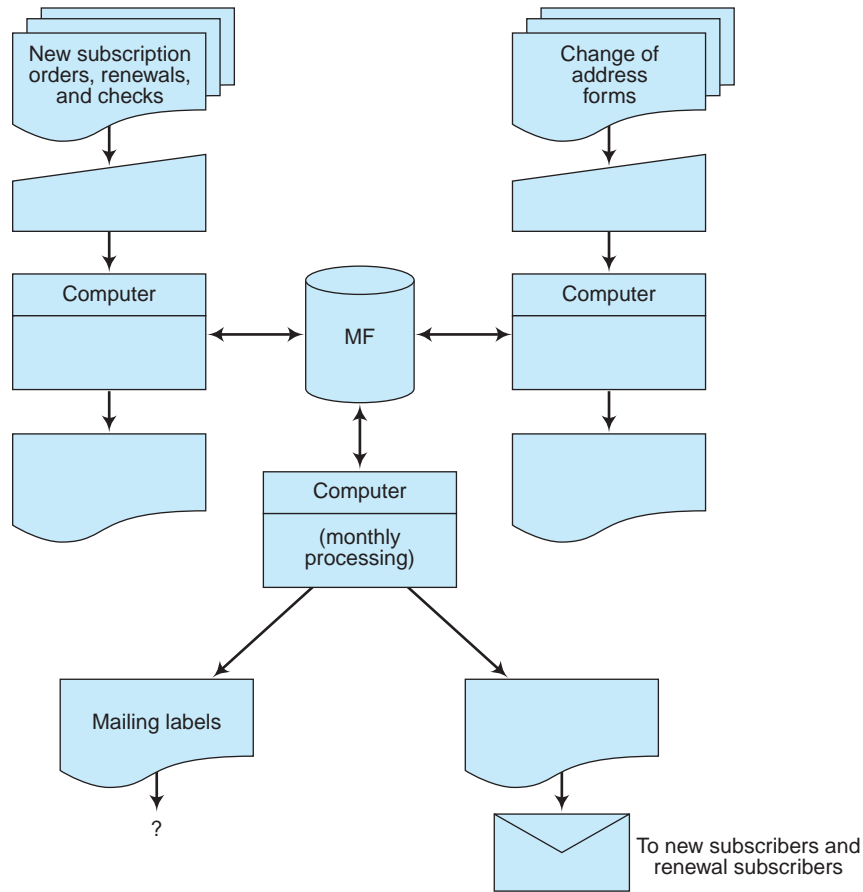 New subscription
orders, renewals,
and checks
Change of
address
forms
Computer
MF
Computer
Computer
(monthly
processing)
Mailing labels
?
To new subscribers and
renewal subscribers